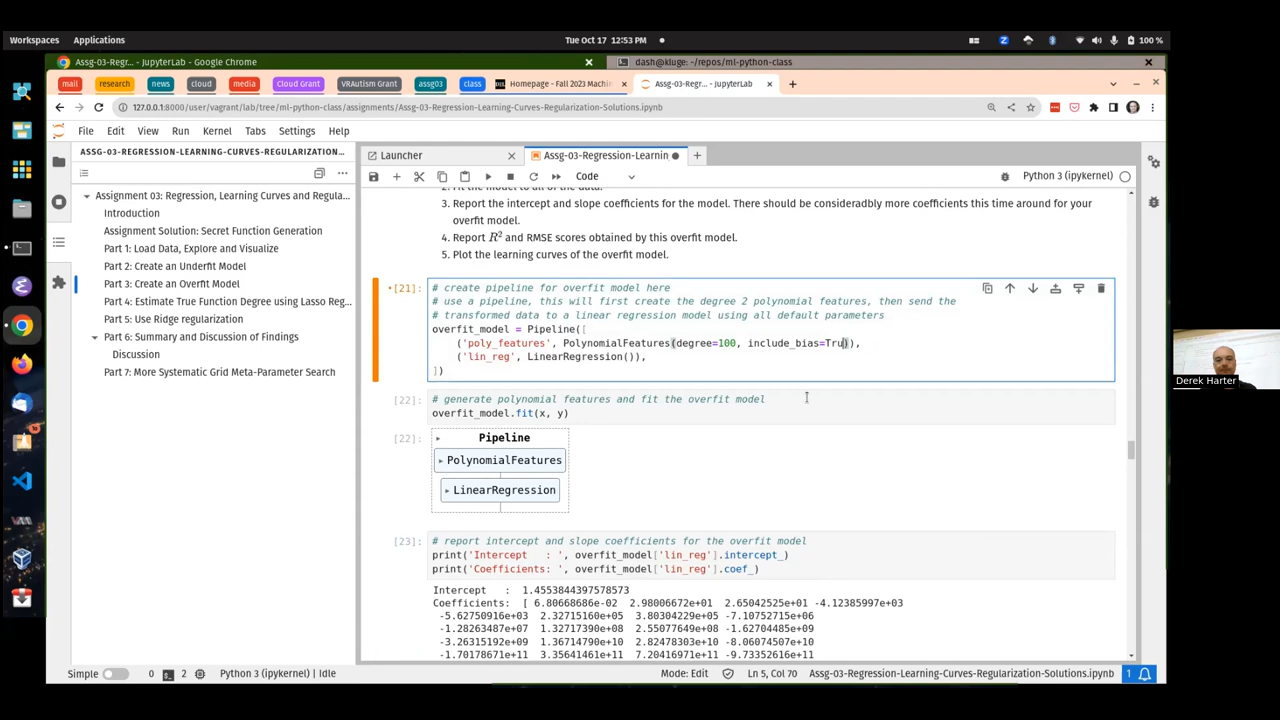 Workspaces Applications Tue Oct 17 12:53 PM 100 %
Assg-03-Regr... - JupyterLab - Google Chrome dash@kluge: ~/repos/ml-python-class
mail research news cloud media Cloud Grant VRAutism Grant assg03 class Homepage - Fall 2023 Machin Assg-03-Regr... - JupyterLab
127.0.0.1:8000/user/vagrant/lab/tree/ml-python-class/assignments/Assg-03-Regression-Learning-Curves-Regularization-Solutions.ipynb
File Edit View Run Kernel Tabs Settings Help
ASSG-03-REGRESSION-LEARNING-CURVES-REGULARIZATION...
Launcher Assg-03-Regression-Learnin
Code Python 3 (ipykernel)
Assignment 03: Regression, Learning Curves and Regula...
Introduction
Assignment Solution: Secret Function Generation
Part 1: Load Data, Explore and Visualize
Part 2: Create an Underfit Model
Part 3: Create an Overfit Model
Part 4: Estimate True Function Degree using Lasso Reg...
Part 5: Use Ridge regularization
Part 6: Summary and Discussion of Findings
Discussion
Part 7: More Systematic Grid Meta-Parameter Search
2. Fit the model to all of the data.
3. Report the intercept and slope coefficients for the model. There should be consideradbly more coefficients this time around for your
overfit model.
4. Report R² and RMSE scores obtained by this overfit model.
5. Plot the learning curves of the overfit model.
[21] # create pipeline for overfit model here
# use a pipeline, this will first create the degree 2 polynomial features, then send the
# transformed data to a linear regression model using all default parameters
overfit_model = Pipeline([
('poly_features', PolynomialFeatures(degree=100, include_bias=Tru)),
('lin_reg', LinearRegression()),
])
[22]: # generate polynomial features and fit the overfit model
overfit_model.fit(x, y)
[22]: Pipeline
PolynomialFeatures
LinearRegression
[23]: # report intercept and slope coefficients for the overfit model
print('Intercept   : ', overfit_model['lin_reg'].intercept_)
print('Coefficients: ', overfit_model['lin_reg'].coef_)
Intercept   :  1.4553844397578573
Coefficients:  [ 6.80668686e-02  2.98006672e+01  2.65042525e+01 -4.12385997e+03
-5.62750916e+03  2.32715160e+05  3.80304229e+05 -7.10752715e+06
-1.28263487e+07  1.32717390e+08  2.55077648e+08 -1.62704485e+09
-3.26315192e+09  1.36714790e+10  2.82478303e+10 -8.06074507e+10
-1.70178671e+11  3.35641461e+11  7.20416971e+11 -9.73352616e+11
Derek Harter
Simple 0 2 Python 3 (ipykernel) | Idle Mode: Edit Ln 5, Col 70 Assg-03-Regression-Learning-Curves-Regularization-Solutions.ipynb 1